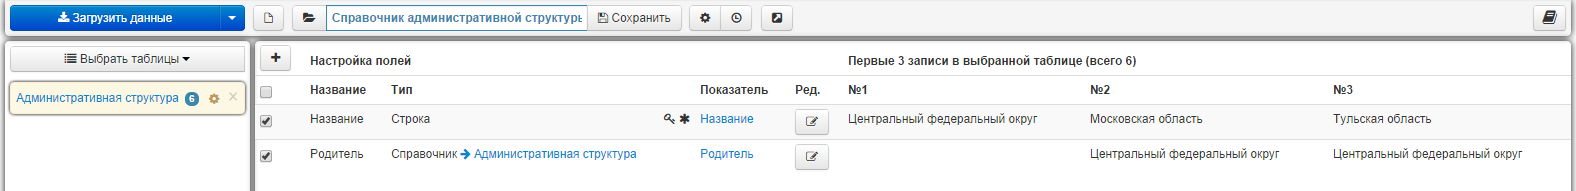 Загрузить данные Справочник административной структуры Сохранить
Выбрать таблицы
Административная структура 6
Настройка полей Первые 3 записи в выбранной таблице (всего 6)
Название Тип Показатель Ред. №1 №2 №3
Название Строка Название Центральный федеральный округ Московская область Тульская область
Родитель Справочник Административная структура Родитель Центральный федеральный округ Центральный федеральный округ